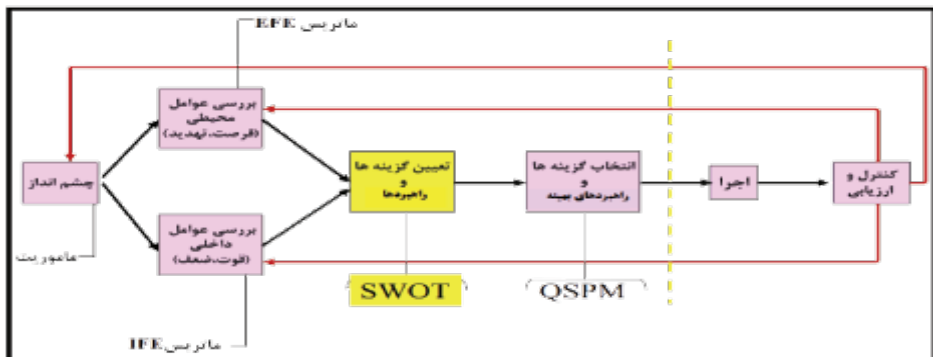 ماتریس EFE
بررسی عوامل
محیطی
(فرصت،تهدید)
چشم انداز
ماموریت
بررسی عوامل
داخلی
(قوت،ضعف)
ماتریس IFE
تعیین گزینه ها
و
راهبردها
SWOT
انتخاب گزینه ها
و
راهبردهای بهینه
QSPM
اجرا
کنترل و
ارزیابی